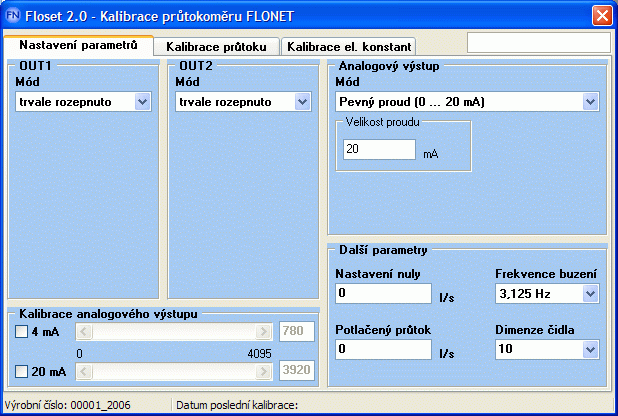 FN Floset 2.0 - Kalibrace průtokoměru FLONET
Nastavení parametrů
Kalibrace průtoku
Kalibrace el. konstant
OUT1
Mód
trvale rozepnuto
OUT2
Mód
trvale rozepnuto
Analogový výstup
Mód
Pevný proud (0 ... 20 mA)
Velikost proudu
20 mA
Kalibrace analogového výstupu
4 mA 780
0 4095
20 mA 3920
Další parametry
Nastavení nuly
0 l/s
Frekvence buzení
3,125 Hz
Potlačený průtok
0 l/s
Dimenze čidla
10
Výrobní číslo: 00001_2006
Datum poslední kalibrace: